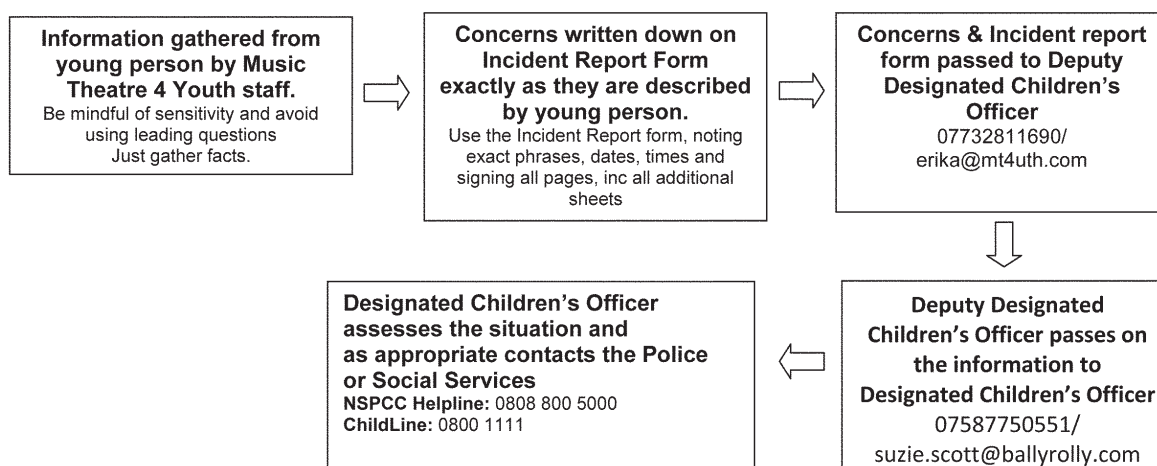 Information gathered from
young person by Music
Theatre 4 Youth staff.
Be mindful of sensitivity and avoid
using leading questions
Just gather facts.
Concerns written down on
Incident Report Form
exactly as they are described
by young person.
Use the Incident Report form, noting
exact phrases, dates, times and
signing all pages, inc all additional
sheets
Concerns & Incident report
form passed to Deputy
Designated Children's
Officer
07732811690/
erika@mt4uth.com
Deputy Designated
Children's Officer passes on
the information to
Designated Children's Officer
07587750551/
suzie.scott@ballyrolly.com
Designated Children's Officer
assesses the situation and
as appropriate contacts the Police
or Social Services
NSPCC Helpline: 0808 800 5000
ChildLine: 0800 1111